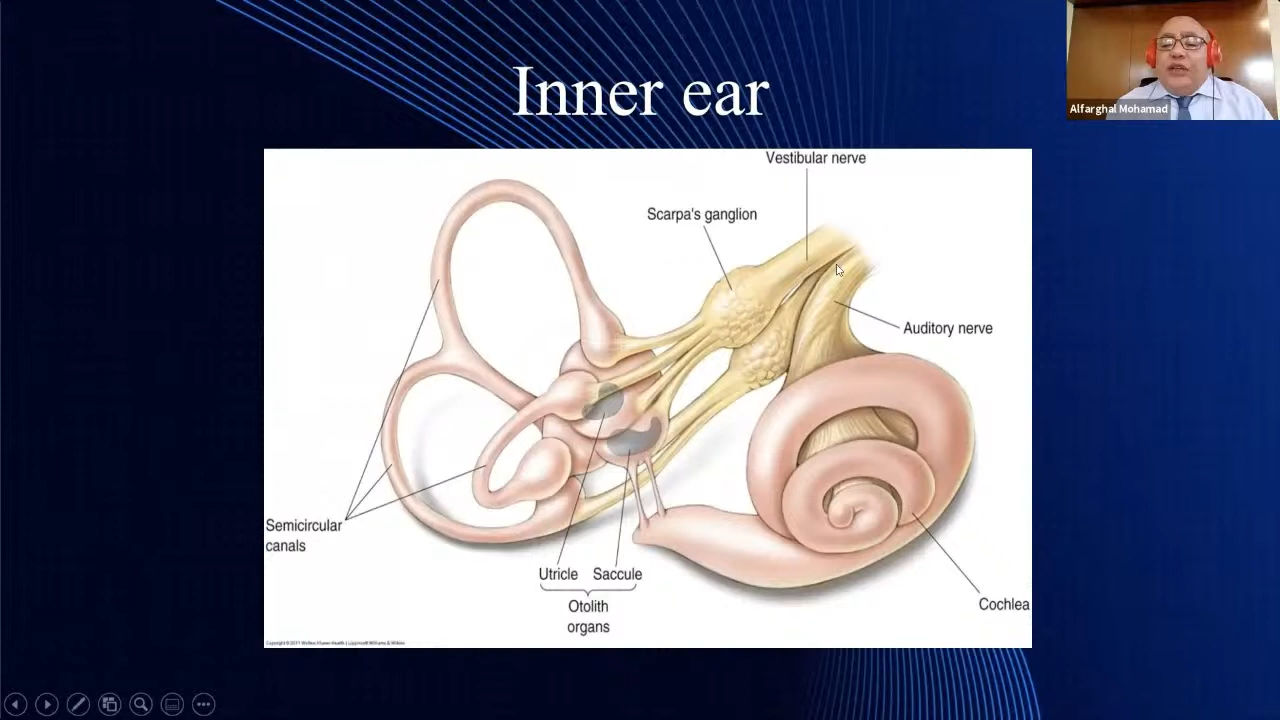 Inner ear
Alfarghal Mohamad
Vestibular nerve
Scarpa's ganglion
Auditory nerve
Semicircular
canals
Utricle Saccule
Otolith
organs
Cochlea